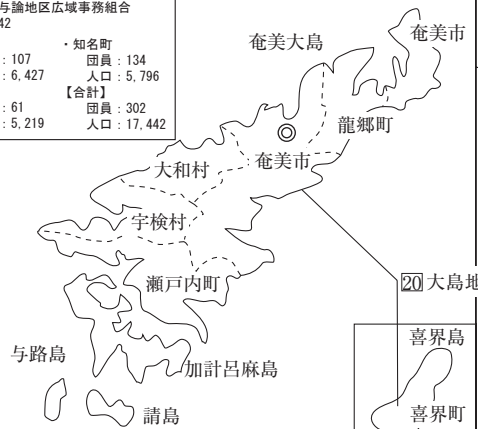 与論地区広域事務組合
42
・知名町
：107 団員：134
：6,427 人口：5,796
【合計】
：61 団員：302
：5,219 人口：17,442
奄美大島
奄美市
龍郷町
奄美市
大和村
宇検村
瀬戸内町
20 大島地
喜界島
与路島
加計呂麻島
請島
喜界町